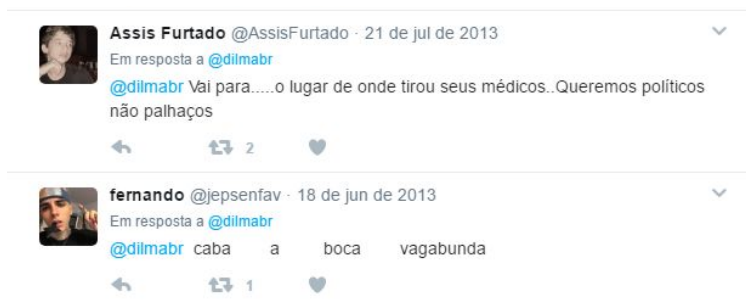 Assis Furtado @AssisFurtado · 21 de jul de 2013
Em resposta a @dilmabr
@dilmabr Vai para.....o lugar de onde tirou seus médicos..Queremos políticos
não palhaços
2
fernando @jepsenfav · 18 de jun de 2013
Em resposta a @dilmabr
@dilmabr caba a boca vagabunda
1